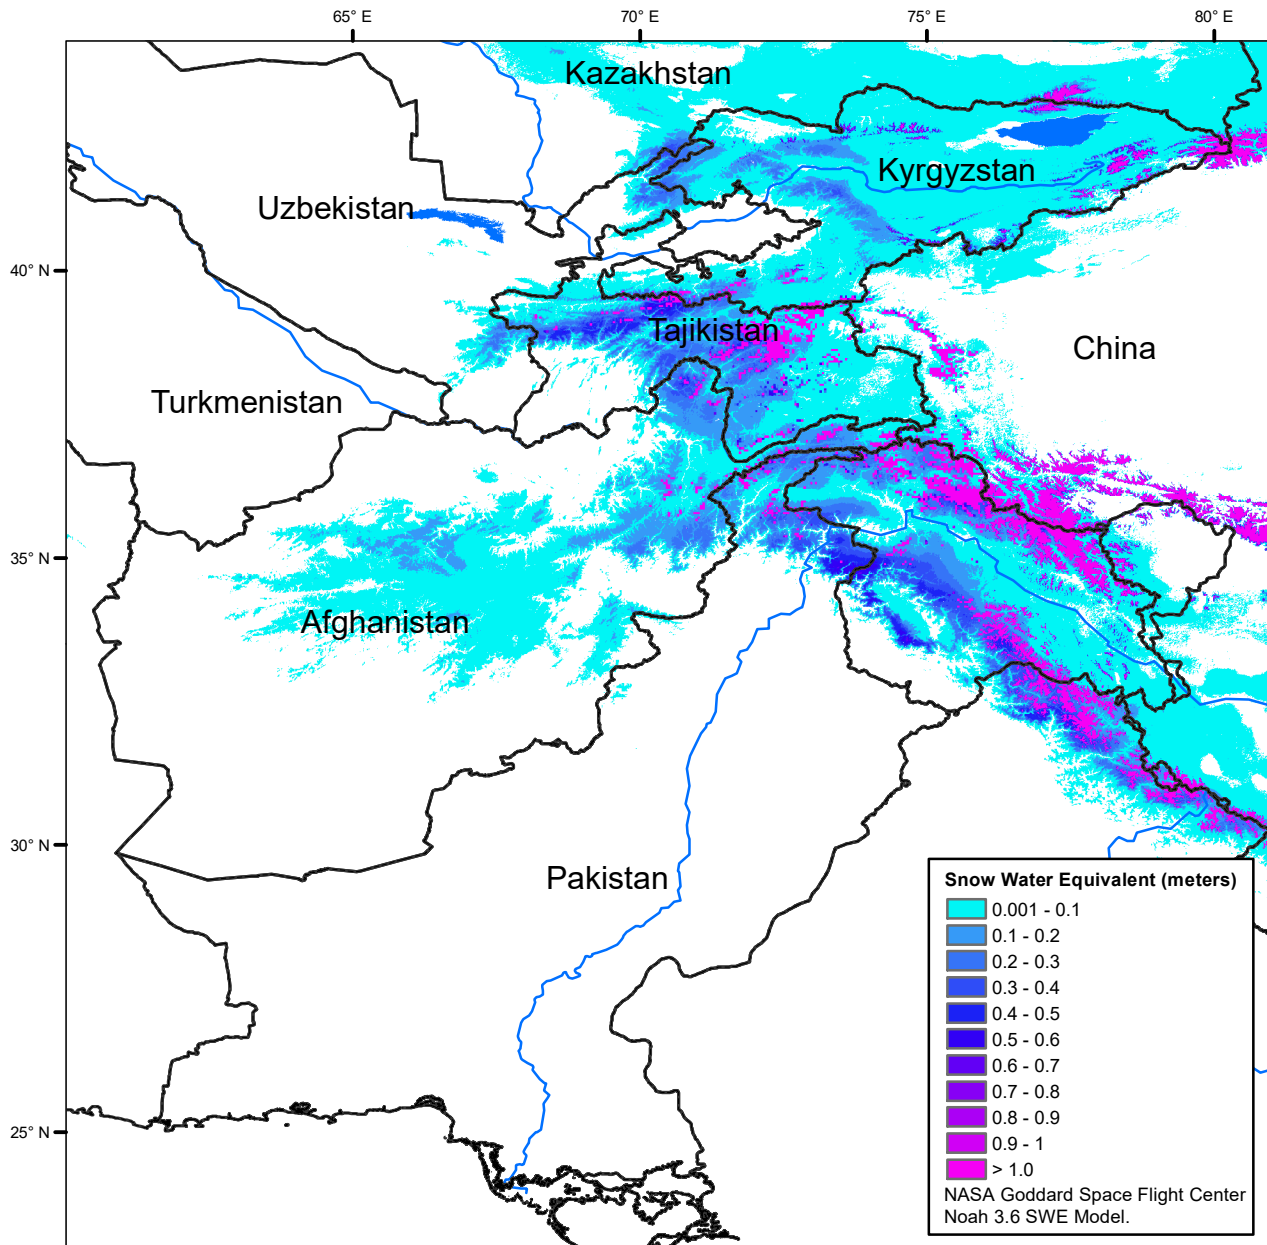 65° E
70° E
75° E
80° E
Kazakhstan
Kyrgyzstan
Uzbekistan
40° N
Tajikistan
China
Turkmenistan
35° N
Afghanistan
30° N
Pakistan
Snow Water Equivalent (meters)
0.001 - 0.1
0.1 - 0.2
0.2 - 0.3
0.3 - 0.4
0.4 - 0.5
0.5 - 0.6
0.6 - 0.7
0.7 - 0.8
0.8 - 0.9
0.9 - 1
> 1.0
25° N
NASA Goddard Space Flight Center
Noah 3.6 SWE Model.